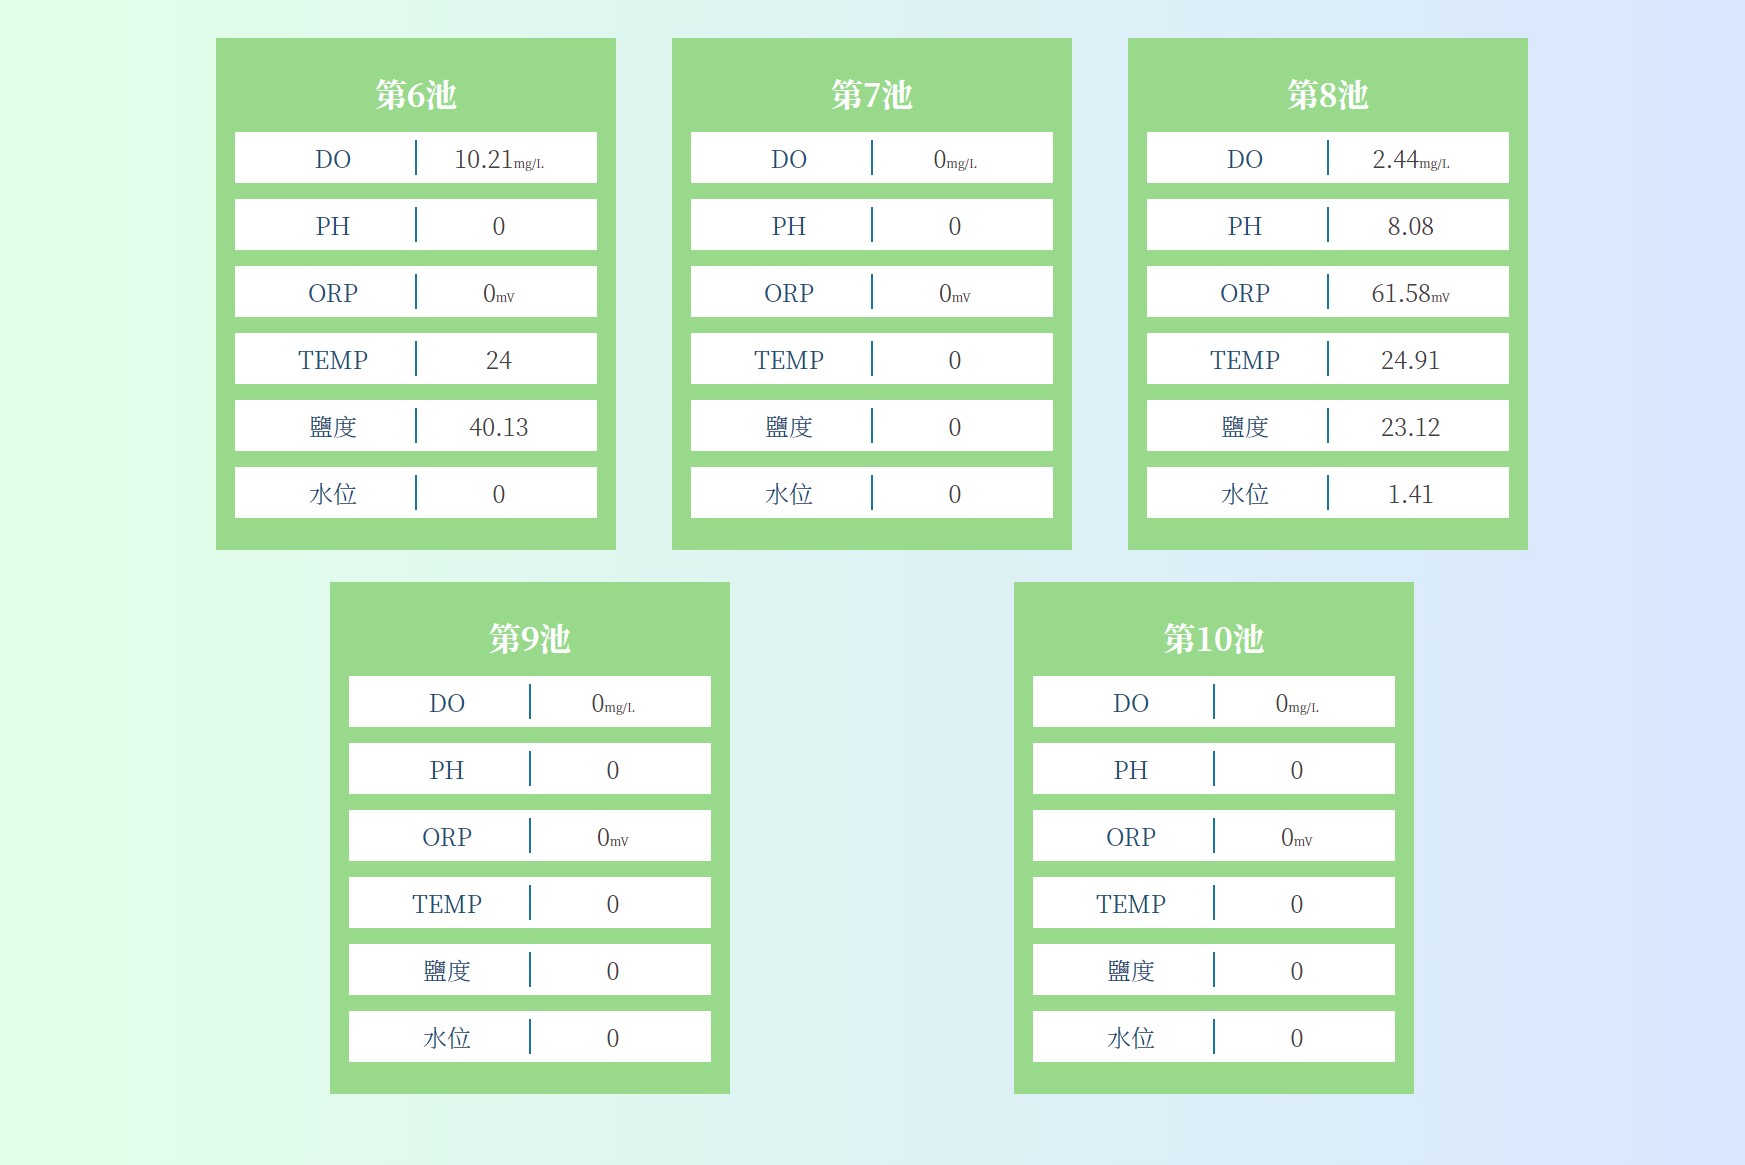 第6池
DO 10.21mg/L
PH 0
ORP 0mV
TEMP 24
鹽度 40.13
水位 0
第7池
DO 0mg/L
PH 0
ORP 0mV
TEMP 0
鹽度 0
水位 0
第8池
DO 2.44mg/L
PH 8.08
ORP 61.58mV
TEMP 24.91
鹽度 23.12
水位 1.41
第9池
DO 0mg/L
PH 0
ORP 0mV
TEMP 0
鹽度 0
水位 0
第10池
DO 0mg/L
PH 0
ORP 0mV
TEMP 0
鹽度 0
水位 0